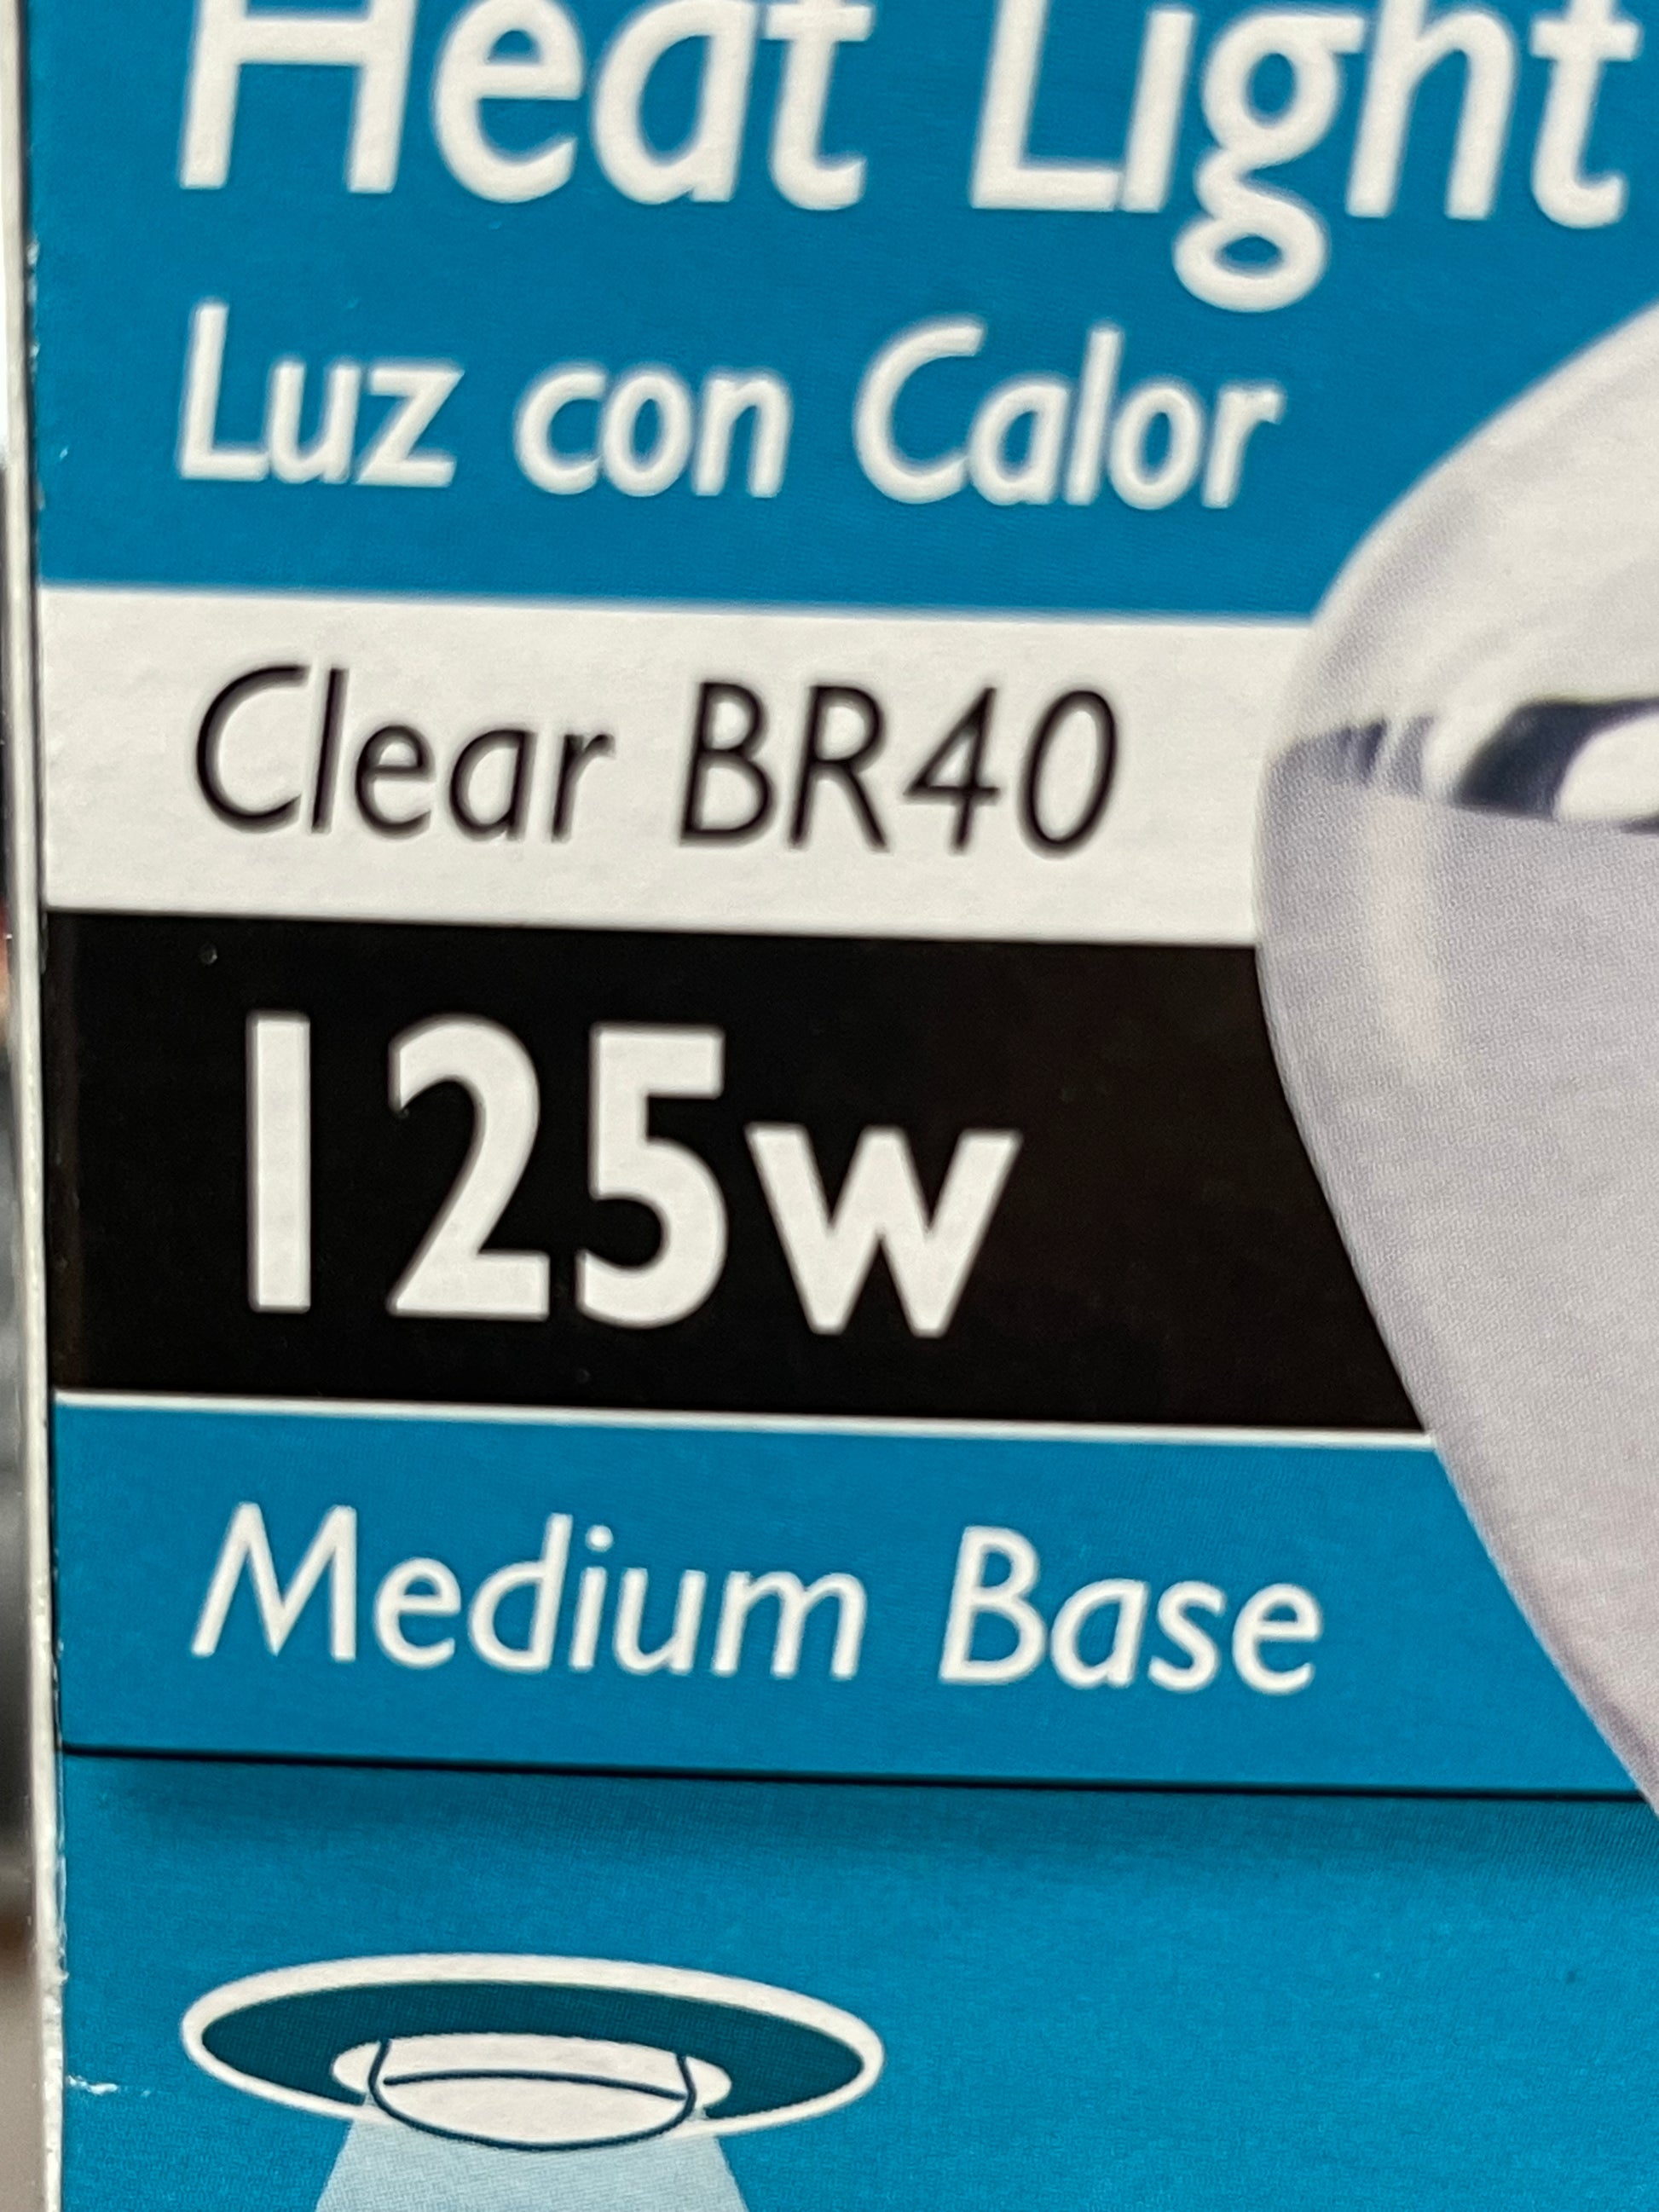 Heat Light
Luz con Calor
Clear BR40
125w
Medium Base